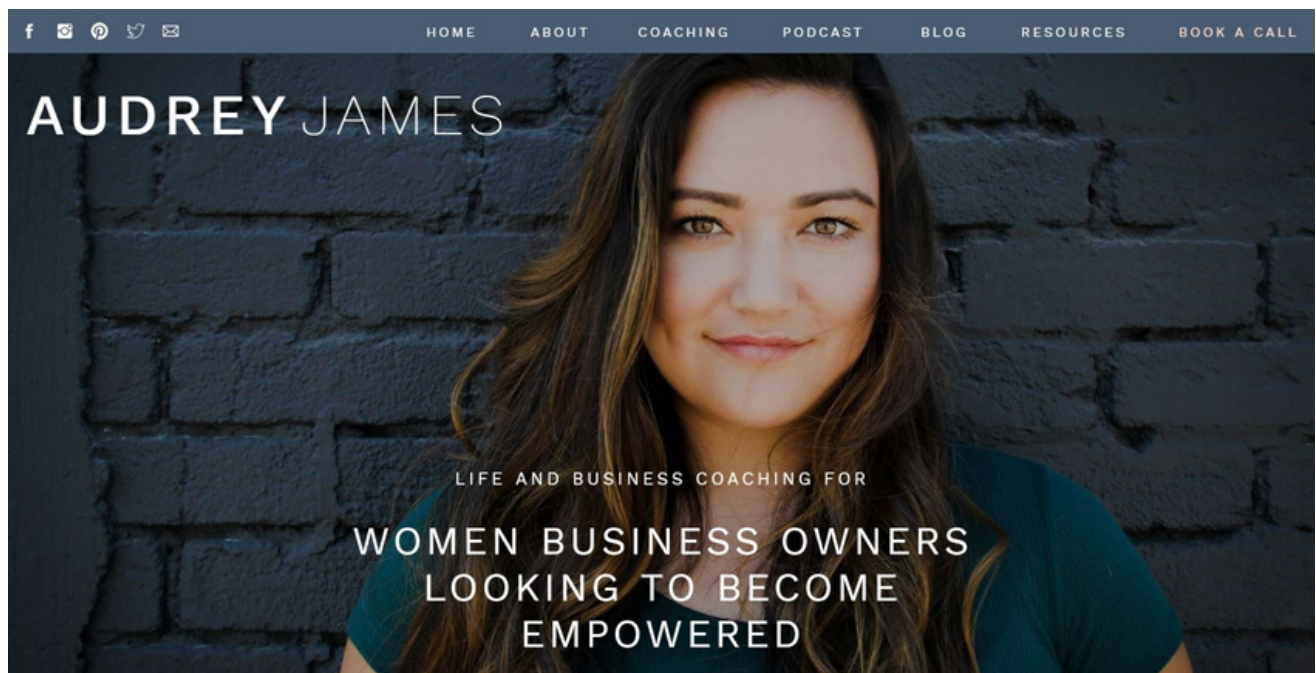 HOME ABOUT COACHING PODCAST BLOG RESOURCES BOOK A CALL
AUDREY JAMES
LIFE AND BUSINESS COACHING FOR
WOMEN BUSINESS OWNERS
LOOKING TO BECOME
EMPOWERED